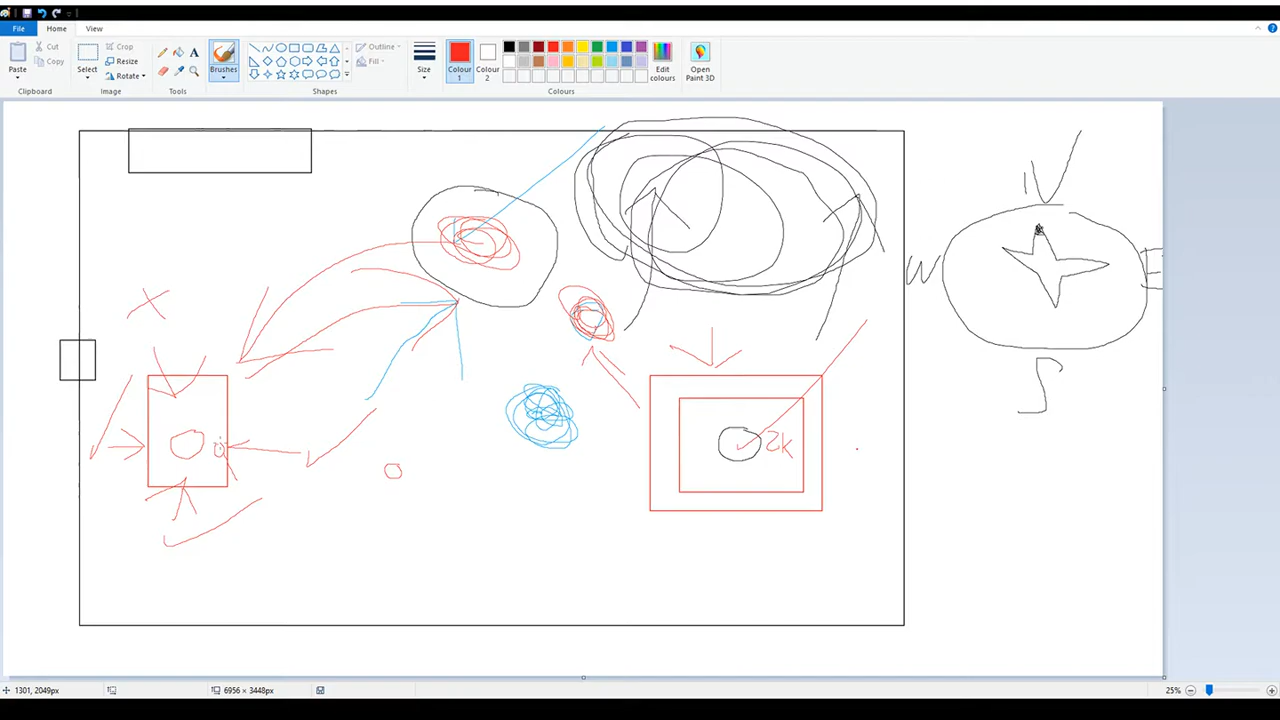 File
Home
View
Paste
Cut
Copy
Clipboard
Select
Crop
Resize
Rotate
Image
Tools
Brushes
Shapes
Outline
Fill
Size
Colour 1
Colour 2
Edit colours
Open Paint 3D
Colours
N
W
E
S
X
2k
1301, 2049px
6956 × 3448px
25%